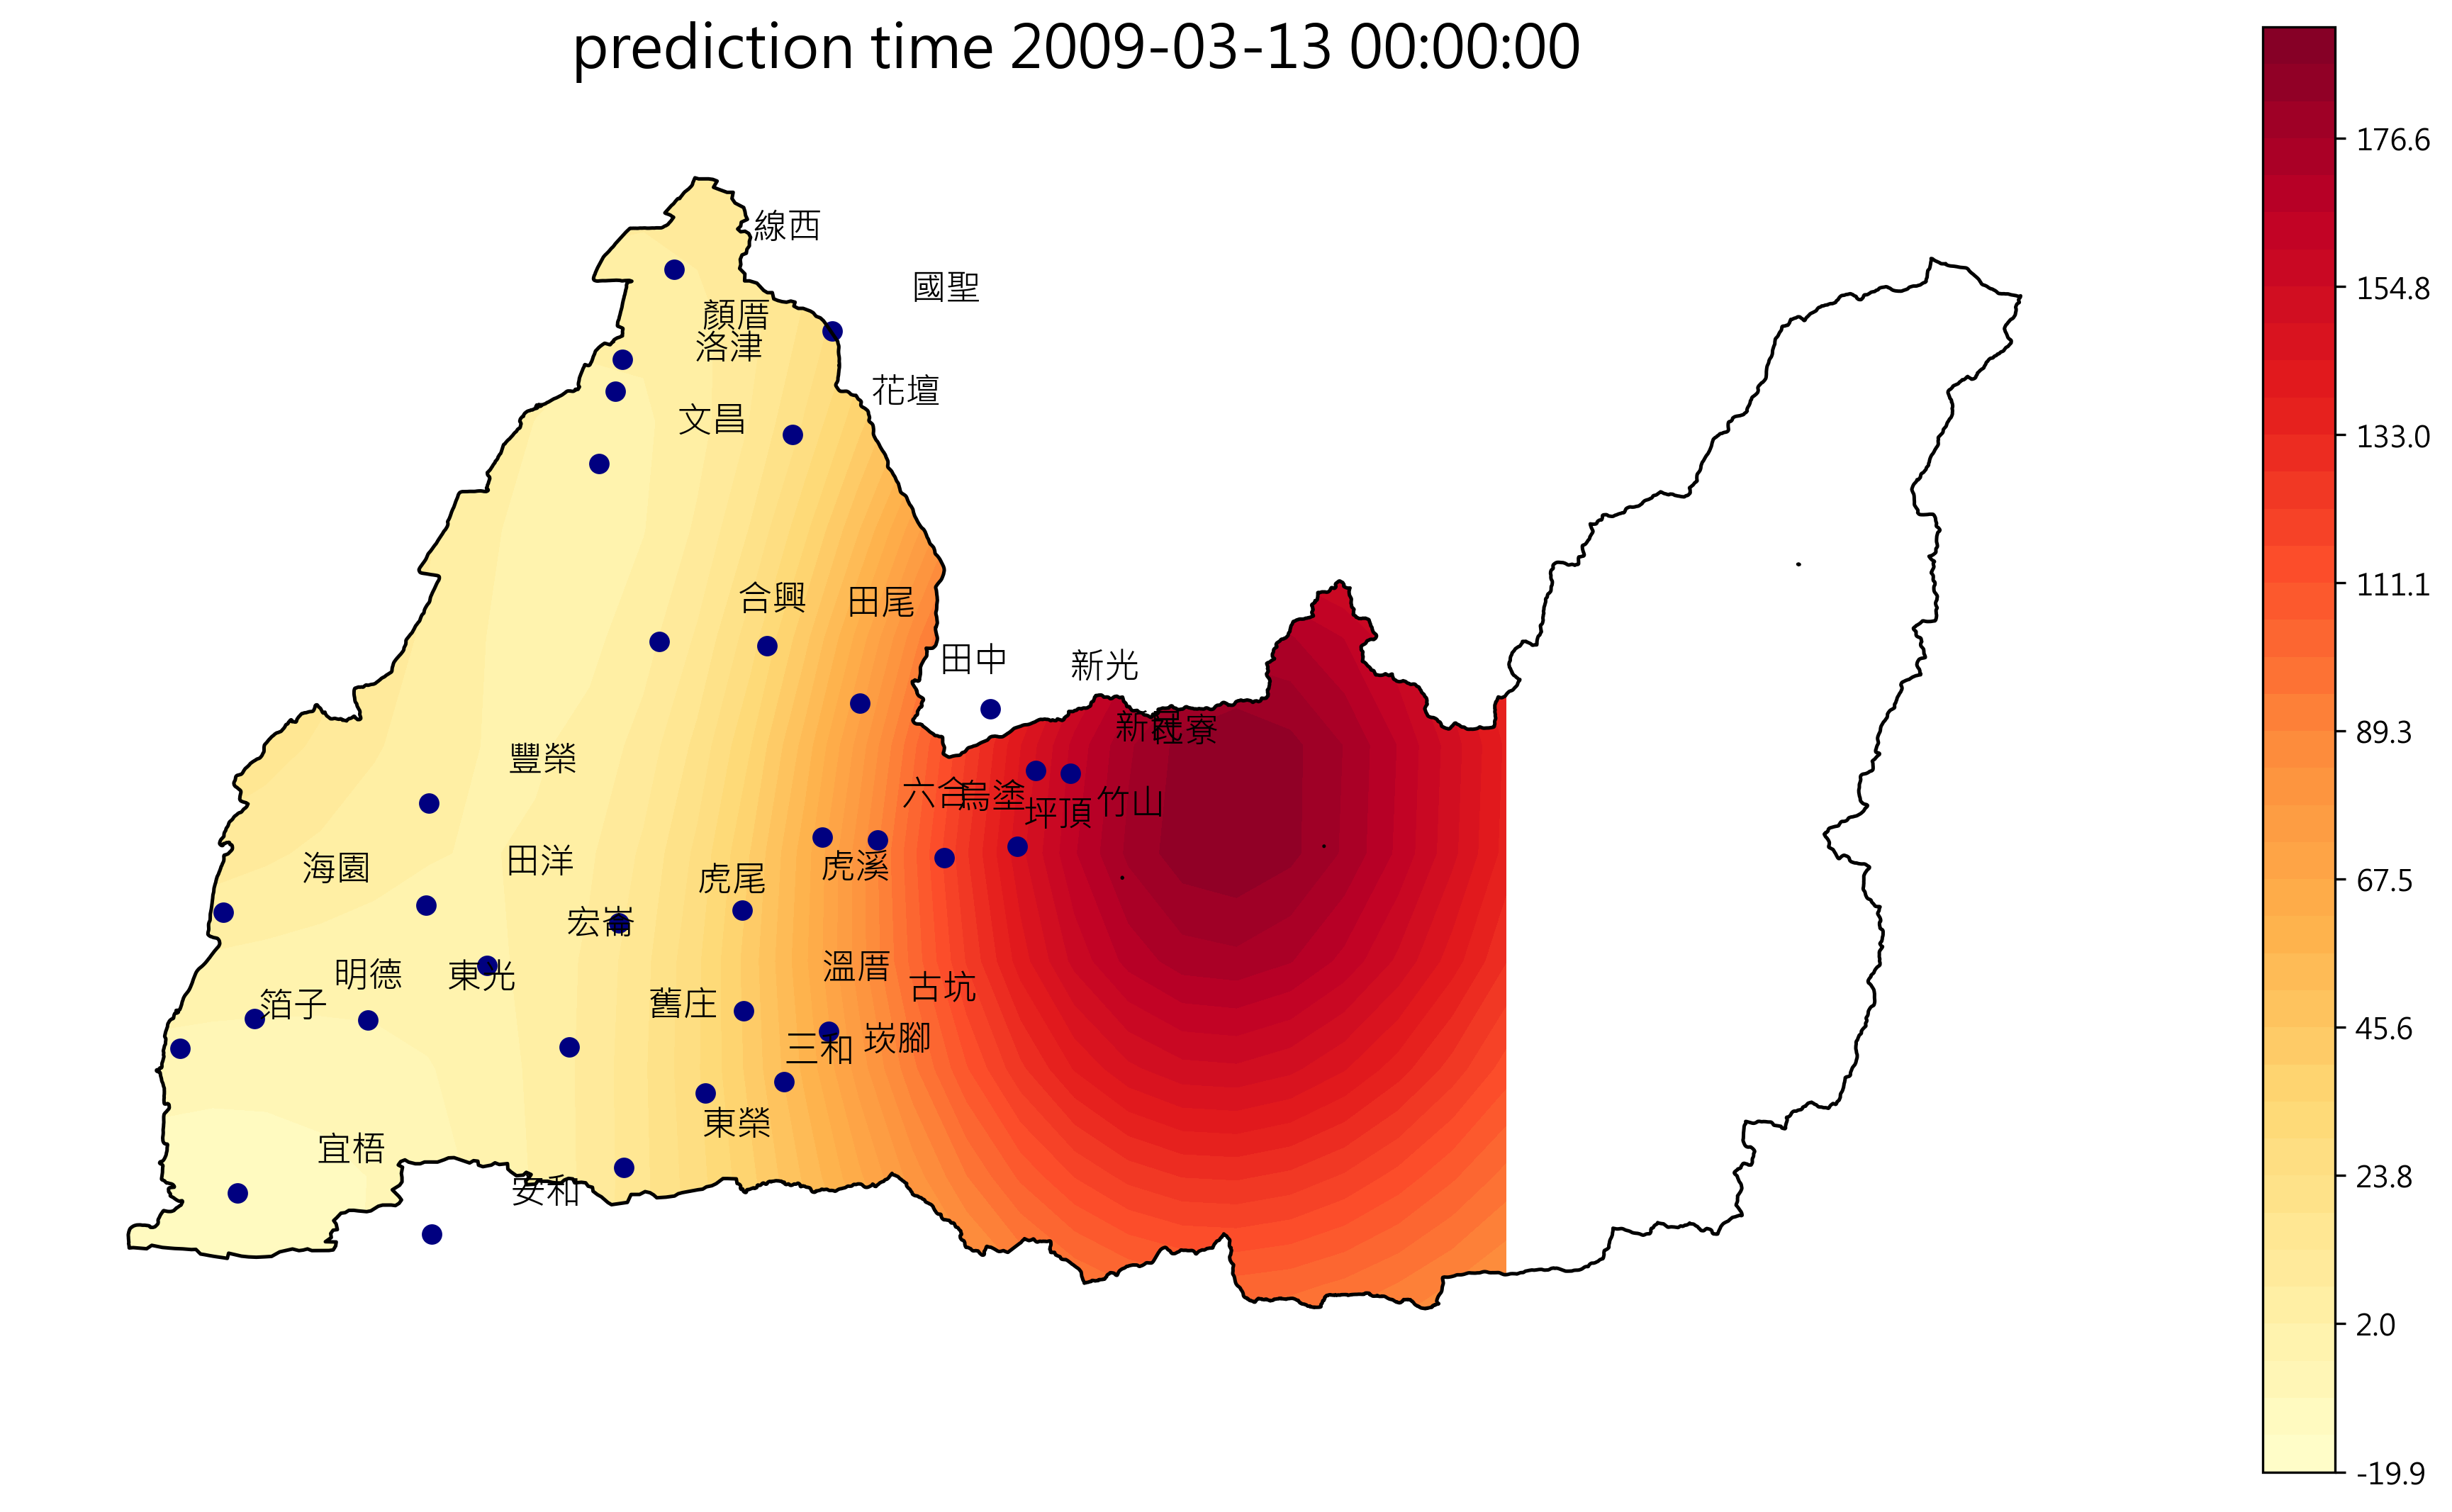 prediction time 2009-03-13 00:00:00
線西
國聖
顏厝
洛津
花壇
文昌
合興
田尾
田中
新光
新民
社寮
豐榮
六合
烏塗
坪頂
竹山
海園
田洋
虎尾
虎溪
宏崙
明德
東光
溫厝
古坑
箔子
舊庄
三和
崁腳
東榮
宜梧
安和
176.6
154.8
133.0
111.1
89.3
67.5
45.6
23.8
2.0
-19.9